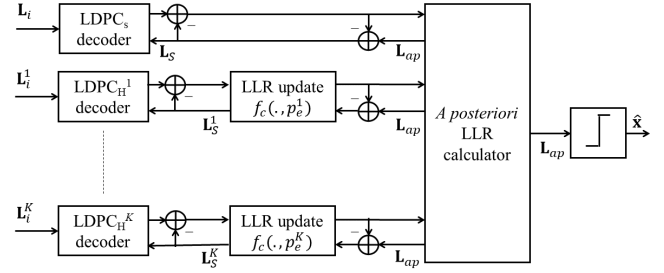 L_i
LDPC_s decoder
−
−
L_S
L_ap
L_i^1
LDPC_H^1 decoder
−
LLR update f_c(., p_e^1)
−
L_S^1
L_ap
A posteriori LLR calculator
L_ap
x̂
L_i^K
LDPC_H^K decoder
−
LLR update f_c(., p_e^K)
−
L_S^K
L_ap